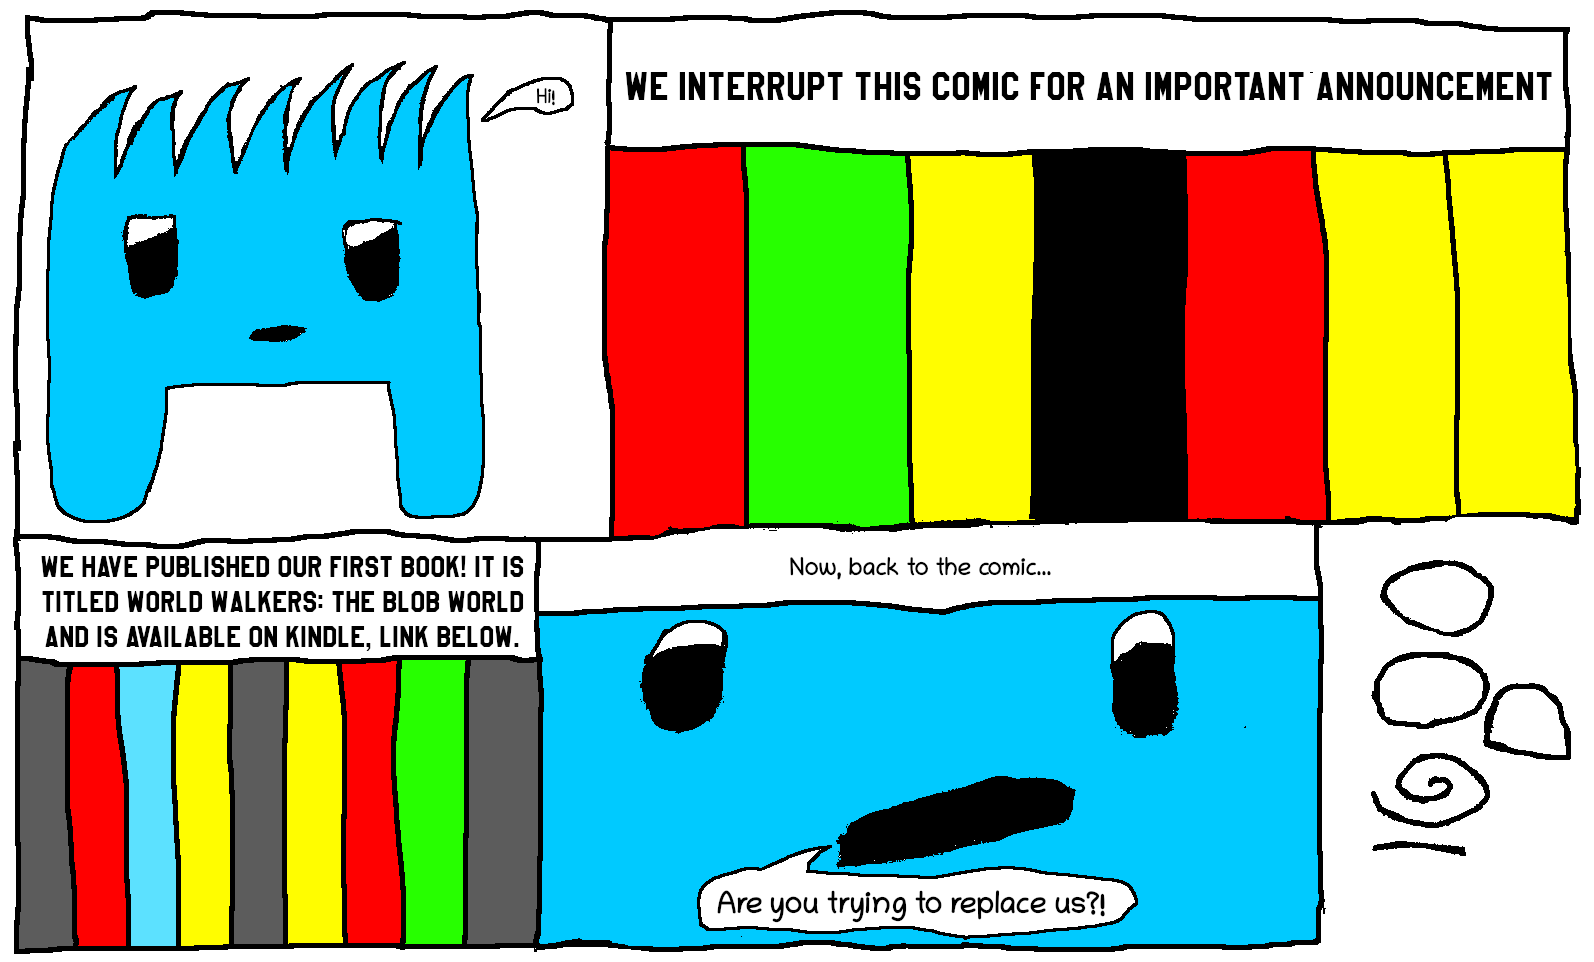 Hi!
WE INTERRUPT THIS COMIC FOR AN IMPORTANT ANNOUNCEMENT
WE HAVE PUBLISHED OUR FIRST BOOK! IT IS
TITLED WORLD WALKERS: THE BLOB WORLD
AND IS AVAILABLE ON KINDLE, LINK BELOW.
Now, back to the comic...
Are you trying to replace us?!